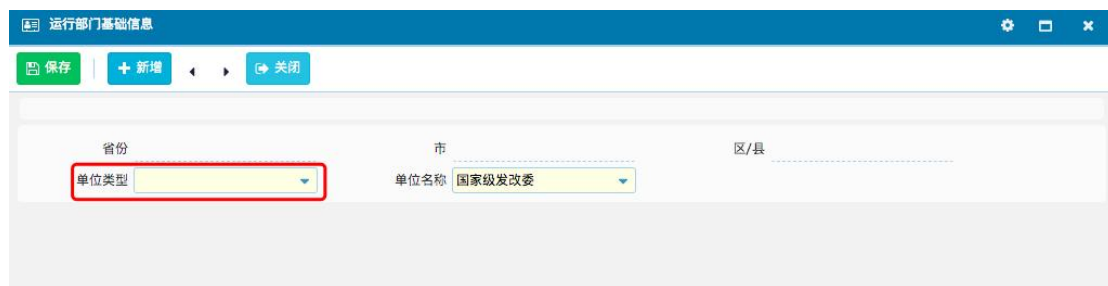 运行部门基础信息
保存 新增 关闭
省份 市 区/县
单位类型 单位名称 国家级发改委